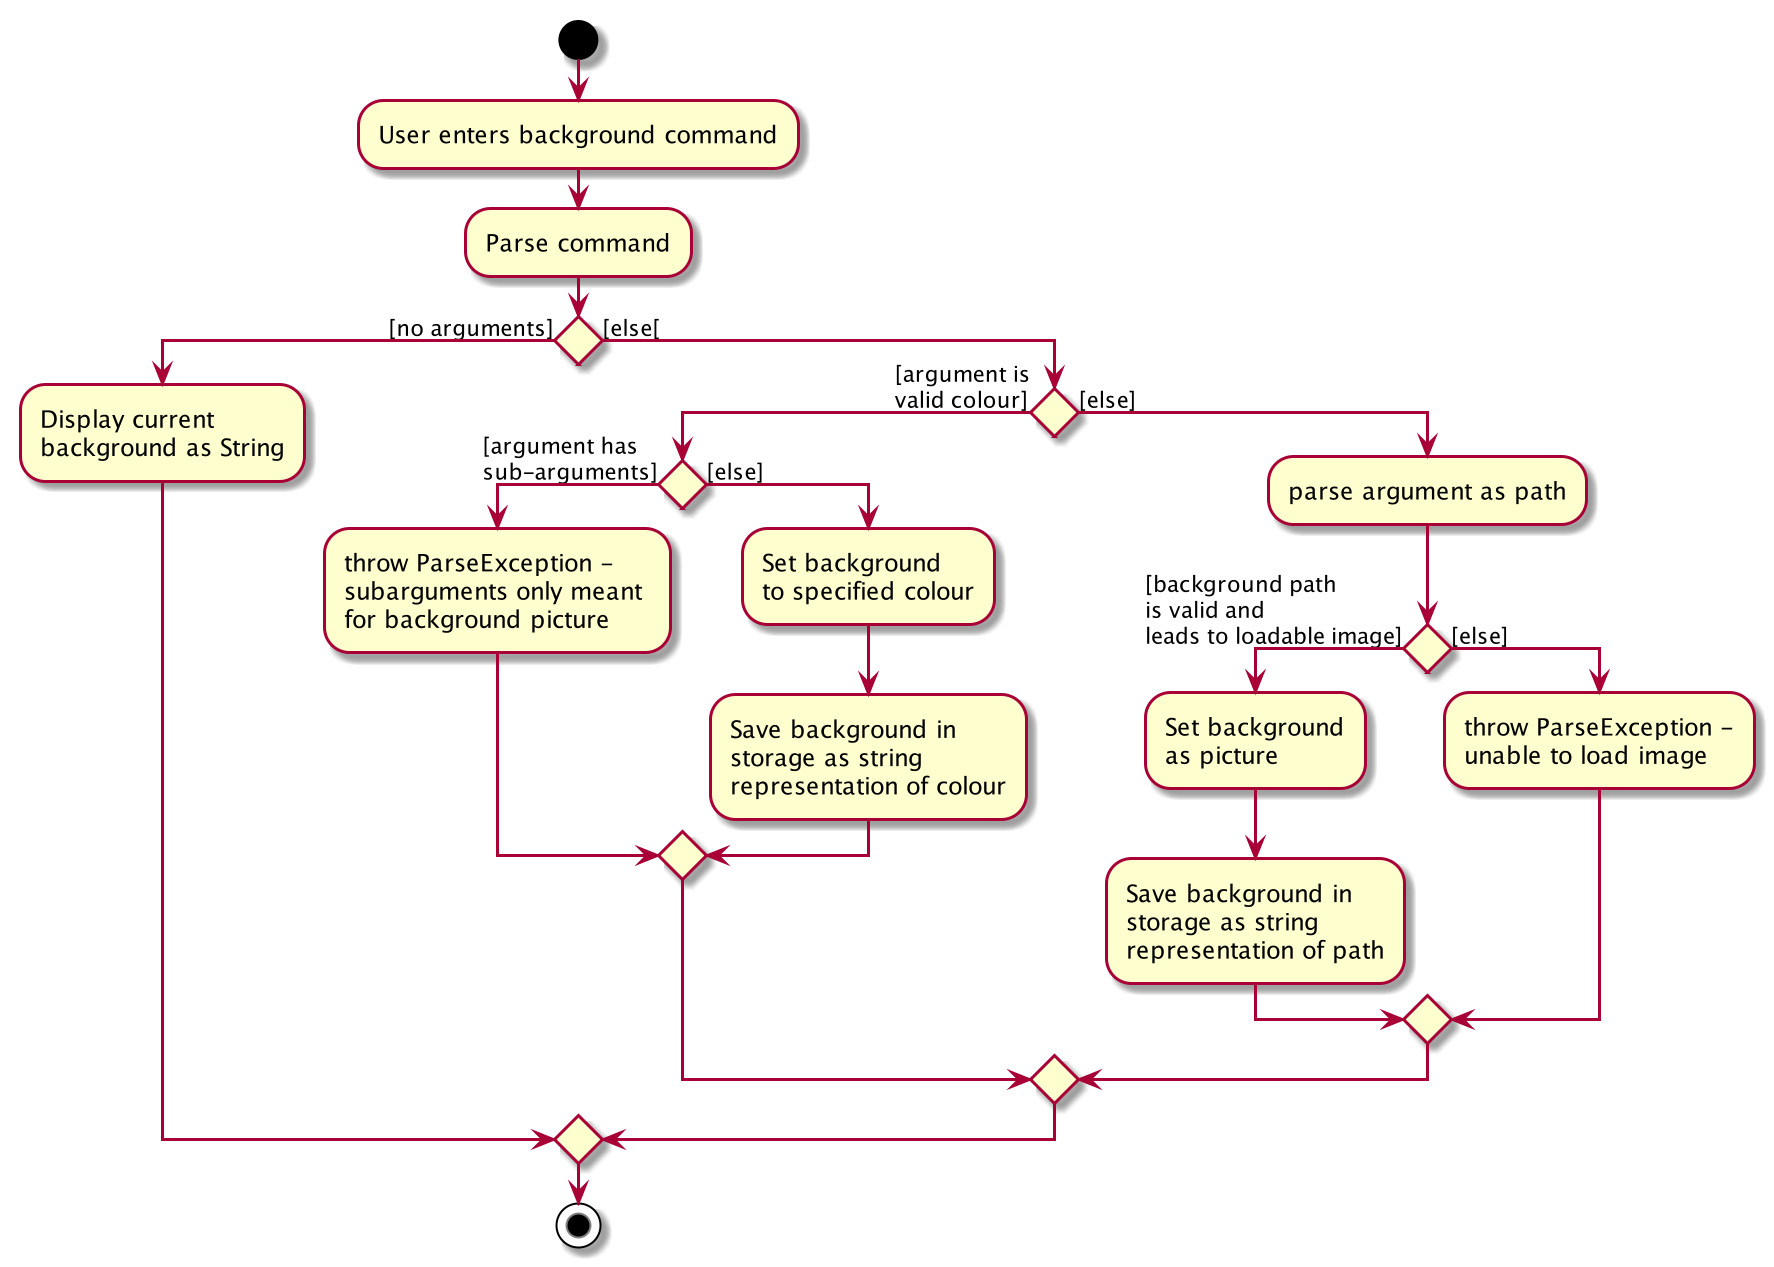 User enters background command
Parse command
[no arguments]
[else[
Display current
background as String
[argument is
valid colour]
[else]
[argument has
sub-arguments]
[else]
throw ParseException –
subarguments only meant
for background picture
Set background
to specified colour
Save background in
storage as string
representation of colour
parse argument as path
[background path
is valid and
leads to loadable image]
[else]
Set background
as picture
Save background in
storage as string
representation of path
throw ParseException –
unable to load image